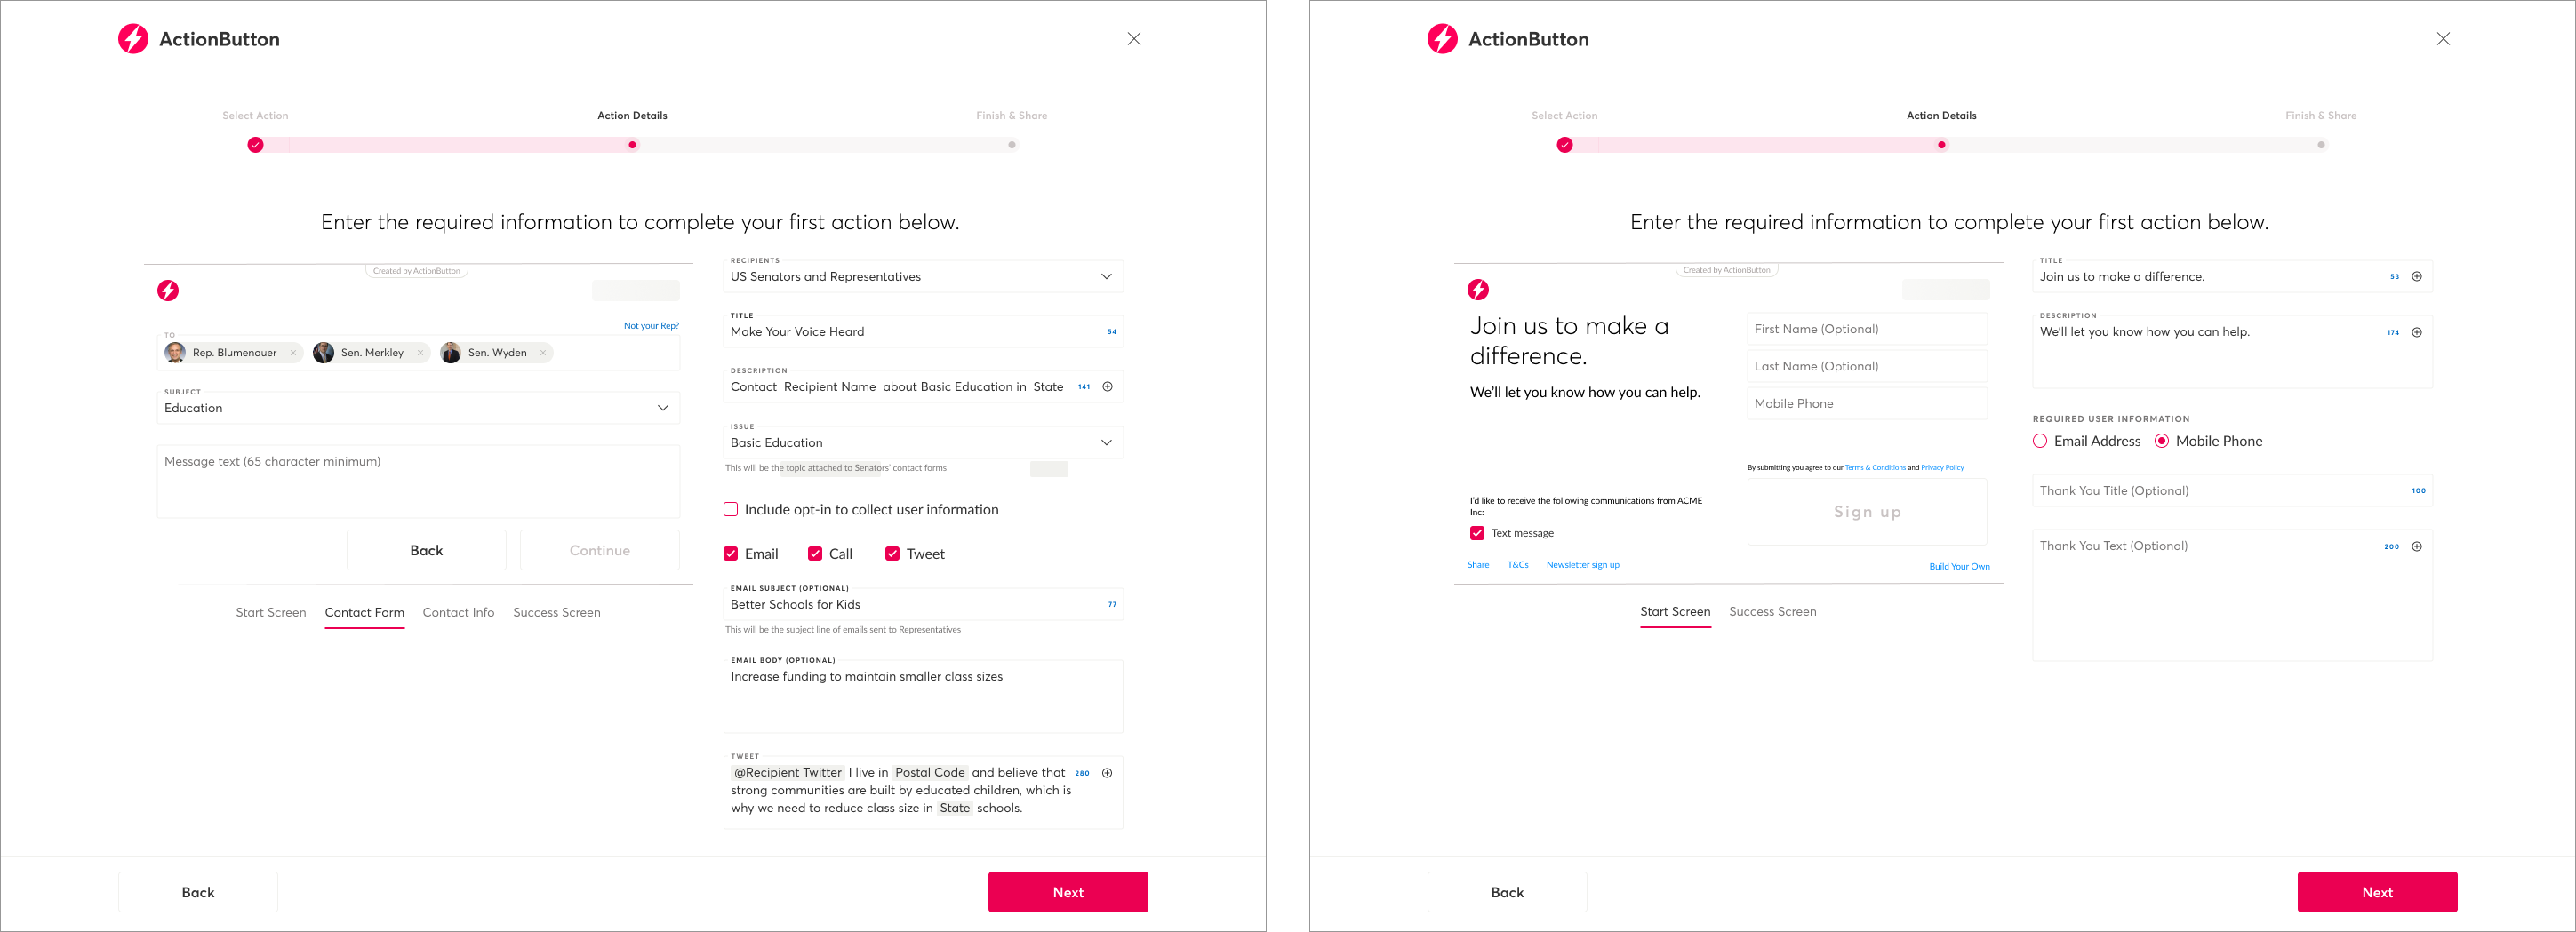 ActionButton
Select Action
Action Details
Finish & Share
Enter the required information to complete your first action below.
Created by ActionButton
Not your Rep?
TO
Rep. Blumenauer
Sen. Merkley
Sen. Wyden
SUBJECT
Education
Message text (65 character minimum)
Back
Continue
Start Screen
Contact Form
Contact Info
Success Screen
RECIPIENTS
US Senators and Representatives
TITLE
Make Your Voice Heard
54
DESCRIPTION
Contact Recipient Name about Basic Education in State
141
ISSUE
Basic Education
This will be the topic attached to Senators' contact forms
Include opt-in to collect user information
Email
Call
Tweet
EMAIL SUBJECT (OPTIONAL)
Better Schools for Kids
77
This will be the subject line of emails sent to Representatives
EMAIL BODY (OPTIONAL)
Increase funding to maintain smaller class sizes
TWEET
@Recipient Twitter I live in Postal Code and believe that
280
strong communities are built by educated children, which is
why we need to reduce class size in State schools.
Back
Next
ActionButton
Select Action
Action Details
Finish & Share
Enter the required information to complete your first action below.
Created by ActionButton
Join us to make a
difference.
We'll let you know how you can help.
First Name (Optional)
Last Name (Optional)
Mobile Phone
By submitting you agree to our Terms & Conditions and Privacy Policy
I'd like to receive the following communications from ACME
Inc:
Text message
Sign up
Share
T&Cs
Newsletter sign up
Build Your Own
Start Screen
Success Screen
TITLE
Join us to make a difference.
53
DESCRIPTION
We'll let you know how you can help.
174
REQUIRED USER INFORMATION
Email Address
Mobile Phone
Thank You Title (Optional)
100
Thank You Text (Optional)
200
Back
Next